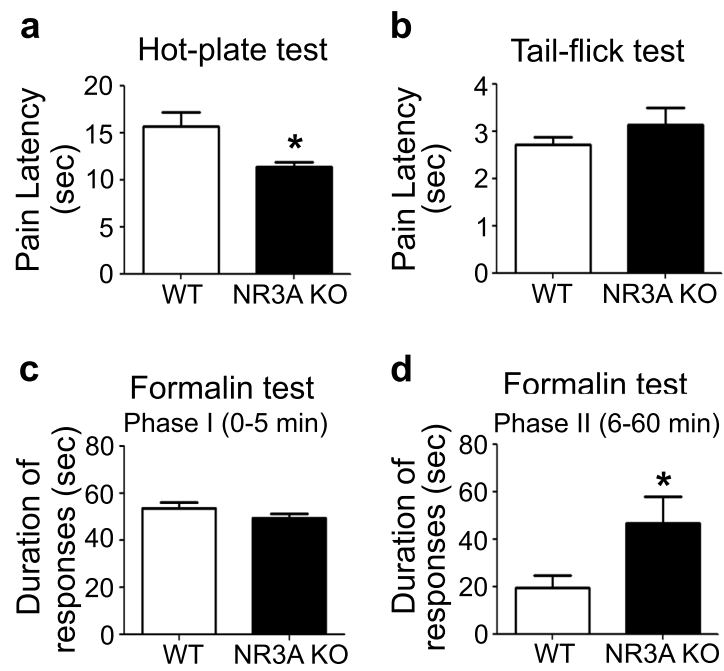 a
Hot-plate test
Pain Latency
(sec)
20
15
10
5
0
*
WT
NR3A KO
b
Tail-flick test
Pain Latency
(sec)
4
3
2
1
0
WT
NR3A KO
c
Formalin test
Phase I (0-5 min)
Duration of
responses (sec)
80
60
40
20
0
WT
NR3A KO
d
Formalin test
Phase II (6-60 min)
Duration of
responses (sec)
80
60
40
20
0
*
WT
NR3A KO